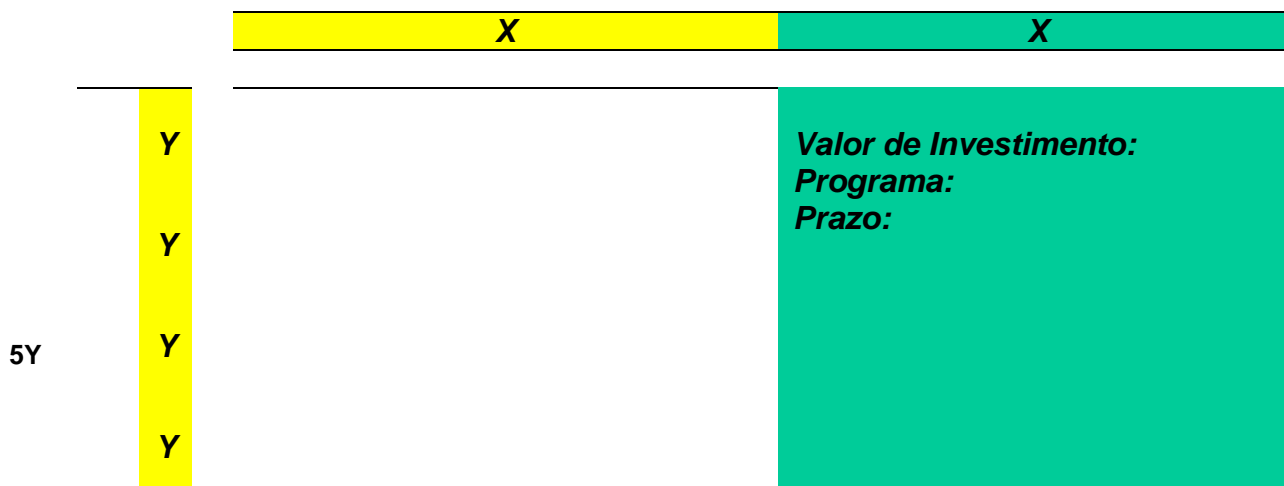 X X
Y
Valor de Investimento:
Programa:
Prazo:
Y
5Y
Y
Y